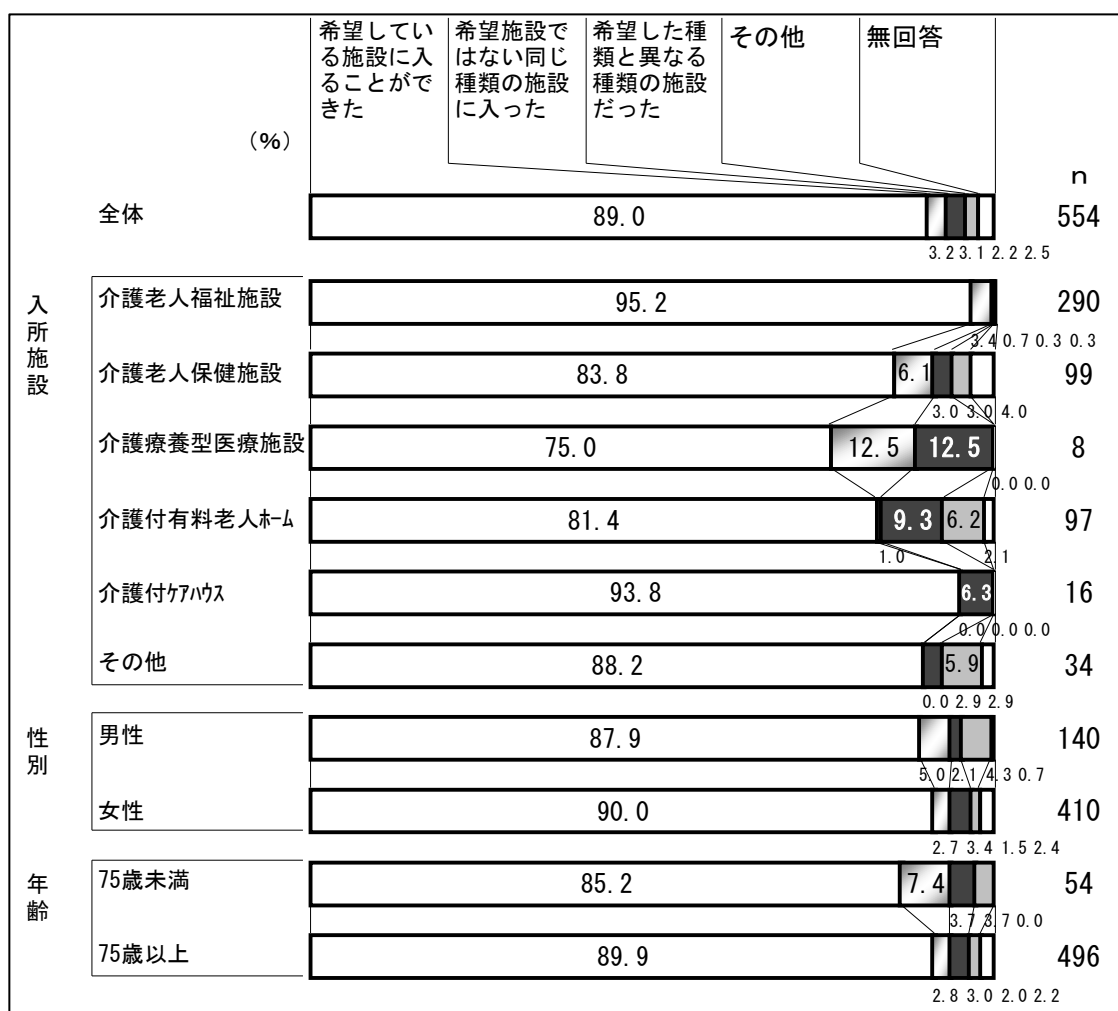 希望してい
る施設に入
ることがで
きた
希望施設で
はない同じ
種類の施設
に入った
希望した種
類と異なる
種類の施設
だった
その他
無回答
(%)
n
全体
89.0
554
3.2 3.1 2.2 2.5
入所施設
介護老人福祉施設
95.2
290
3.4 0.7 0.3 0.3
介護老人保健施設
83.8
6.1
99
3.0 3.0 4.0
介護療養型医療施設
75.0
12.5
12.5
8
0.0 0.0
介護付有料老人ﾎｰﾑ
81.4
9.3
6.2
97
1.0
2.1
介護付ｹｱﾊｳｽ
93.8
6.3
16
0.0 0.0 0.0
その他
88.2
5.9
34
0.0 2.9 2.9
性別
男性
87.9
140
5.0 2.1 4.3 0.7
女性
90.0
410
2.7 3.4 1.5 2.4
年齢
75歳未満
85.2
7.4
54
3.7 3.7 0.0
75歳以上
89.9
496
2.8 3.0 2.0 2.2